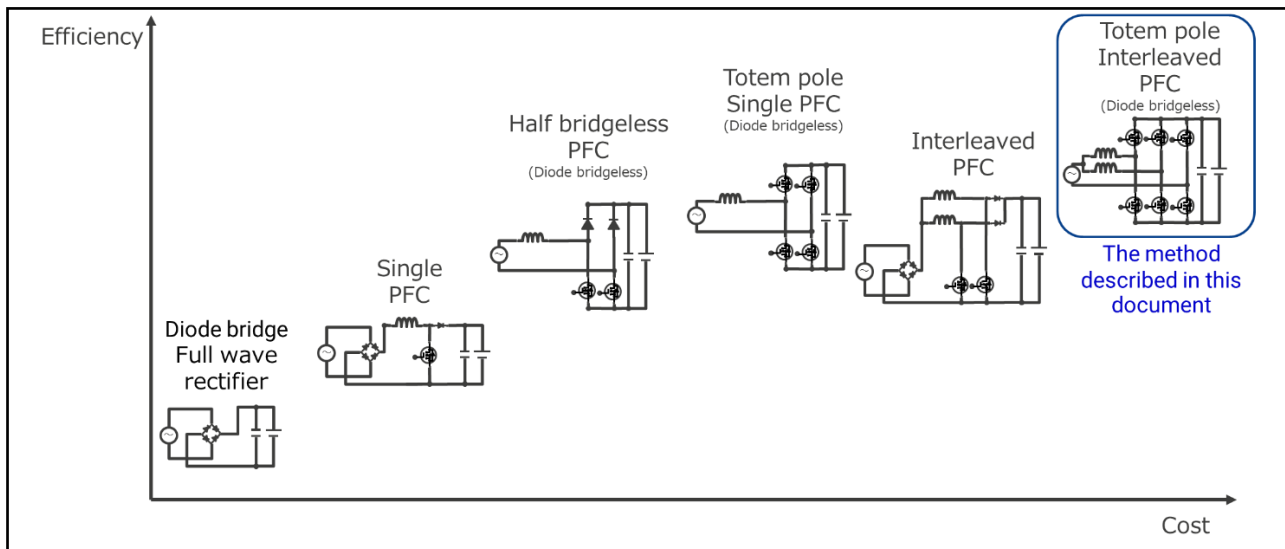 Efficiency
Totem pole
Interleaved
PFC
(Diode bridgeless)
Totem pole
Single PFC
(Diode bridgeless)
Half bridgeless
PFC
(Diode bridgeless)
Interleaved
PFC
The method
described in this
document
Single
PFC
Diode bridge
Full wave
rectifier
Cost